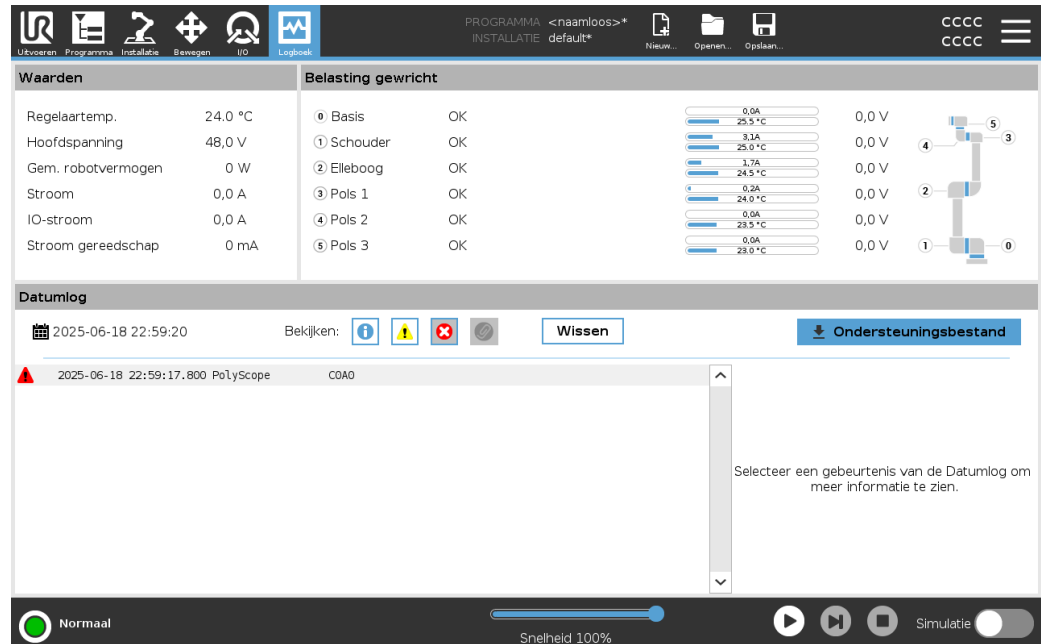 UR
PROGRAMMA <naamloos>*
INSTALLATIE default*
CCCC
CCCC
Uitvoeren Programma Installatie Bewegen I/O Logboek Nieuw... Openen... Opslaan...
Waarden
Regelaartemp. 24.0 °C
Hoofdspanning 48,0 V
Gem. robotvermogen 0 W
Stroom 0,0 A
IO-stroom 0,0 A
Stroom gereedschap 0 mA
Belasting gewricht
0 Basis OK 0,0A 25.5 °C 0,0 V
1 Schouder OK 3,1A 25.0 °C 0,0 V
2 Elleboog OK 1,7A 24.5 °C 0,0 V
3 Pols 1 OK 0,2A 24.0 °C 0,0 V
4 Pols 2 OK 0,0A 23.5 °C 0,0 V
5 Pols 3 OK 0,0A 23.0 °C 0,0 V
5
4 3
2
1 0
Datumlog
2025-06-18 22:59:20 Bekijken: Wissen Ondersteuningsbestand
2025-06-18 22:59:17.800 PolyScope C0A0
Selecteer een gebeurtenis van de Datumlog om
meer informatie te zien.
Normaal
Snelheid 100%
Simulatie